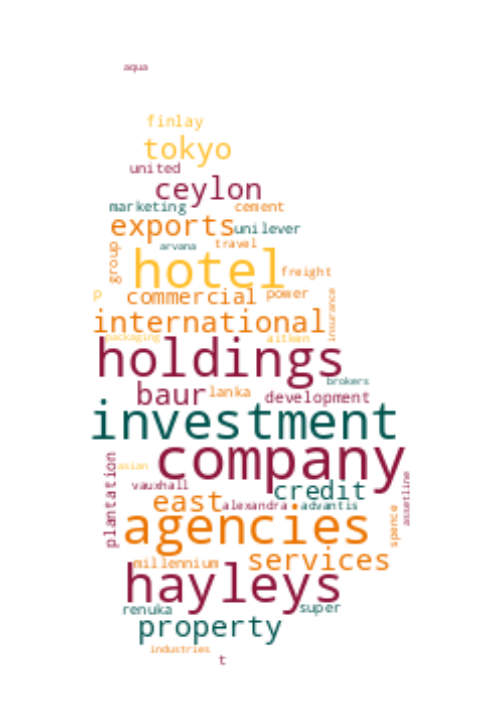 aqua
finlay
tokyo
united
ceylon
marketing cement
exports unilever
arvana travel
group
hotel freight
p commercial power
insurance
international
packaging aitken
holdings
brokers
baur lanka development
investment
company
asian
plantation
vauxhall credit
assetline
east alexandra advantis
spence
agencies
millennium services
hayleys
renuka super
property
industries
t